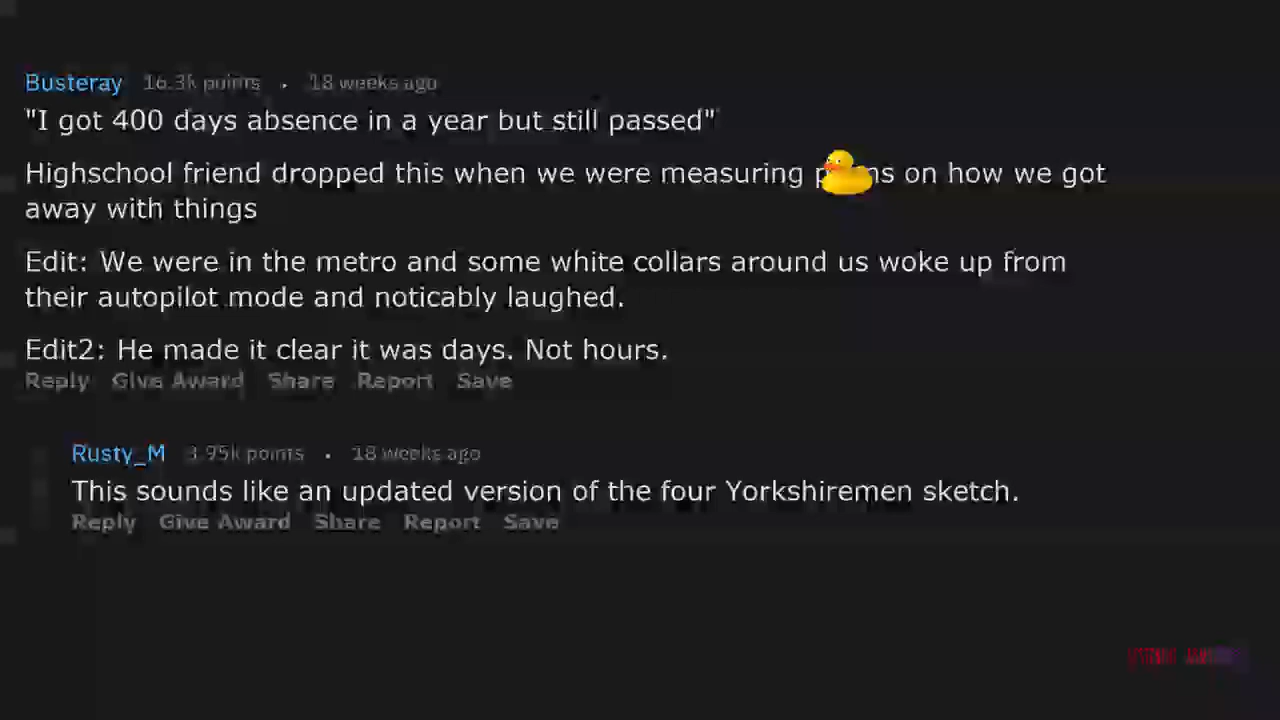 Busteray 16.3k points . 18 weeks ago
"I got 400 days absence in a year but still passed"
Highschool friend dropped this when we were measuring on how we got
away with things
Edit: We were in the metro and some white collars around us woke up from
their autopilot mode and noticably laughed.
Edit2: He made it clear it was days. Not hours.
Reply Give Award Share Report Save
Rusty_M 3.95k points . 18 weeks ago
This sounds like an updated version of the four Yorkshiremen sketch.
Reply Give Award Share Report Save